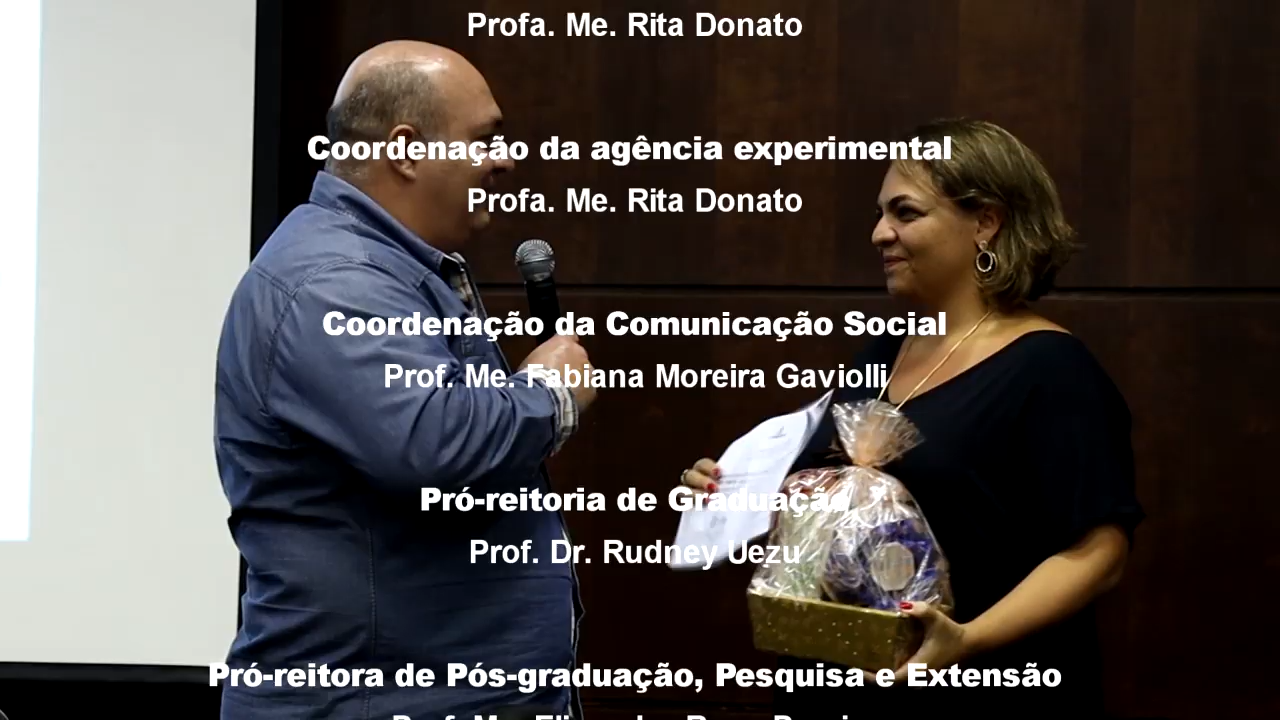 Profa. Me. Rita Donato
Coordenação da agência experimental
Profa. Me. Rita Donato
Coordenação da Comunicação Social
Prof. Me. Fabiana Moreira Gaviolli
Pró-reitoria de Graduação
Prof. Dr. Rudney Uezu
Pró-reitora de Pós-graduação, Pesquisa e Extensão